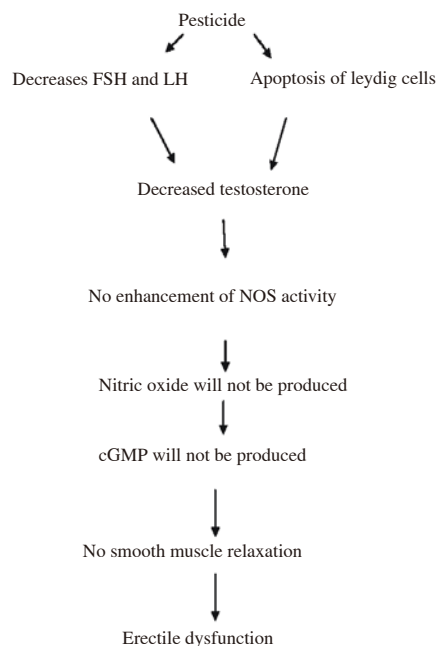 Pesticide
Decreases FSH and LH
Apoptosis of leydig cells
Decreased testosterone
No enhancement of NOS activity
Nitric oxide will not be produced
cGMP will not be produced
No smooth muscle relaxation
Erectile dysfunction